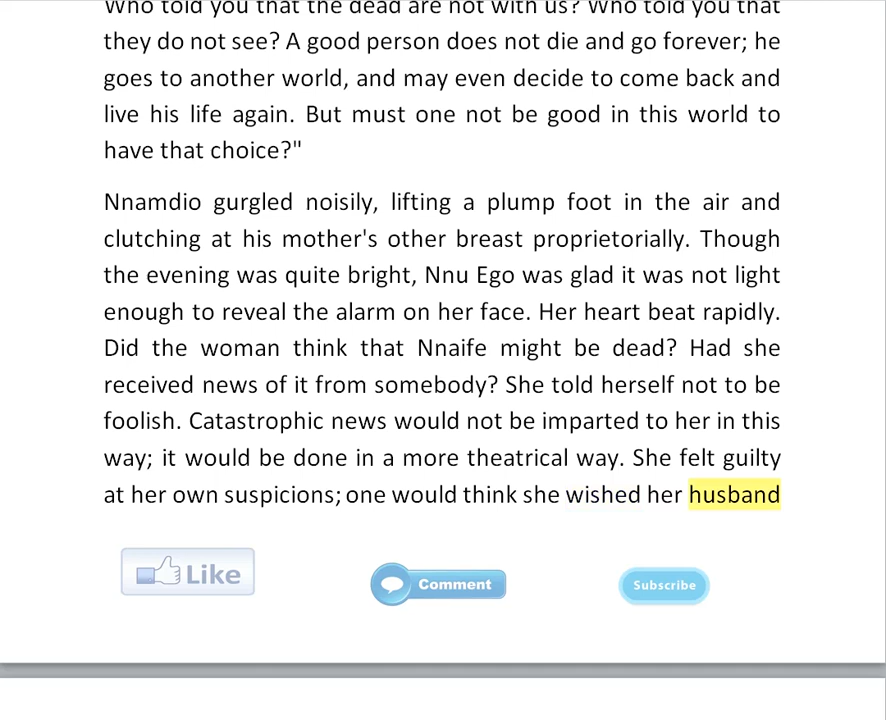 Who told you that the dead are not with us? Who told you that
they do not see? A good person does not die and go forever; he
goes to another world, and may even decide to come back and
live his life again. But must one not be good in this world to
have that choice?"
Nnamdio gurgled noisily, lifting a plump foot in the air and
clutching at his mother's other breast proprietorially. Though
the evening was quite bright, Nnu Ego was glad it was not light
enough to reveal the alarm on her face. Her heart beat rapidly.
Did the woman think that Nnaife might be dead? Had she
received news of it from somebody? She told herself not to be
foolish. Catastrophic news would not be imparted to her in this
way; it would be done in a more theatrical way. She felt guilty
at her own suspicions; one would think she wished her husband
Like
Comment
Subscribe